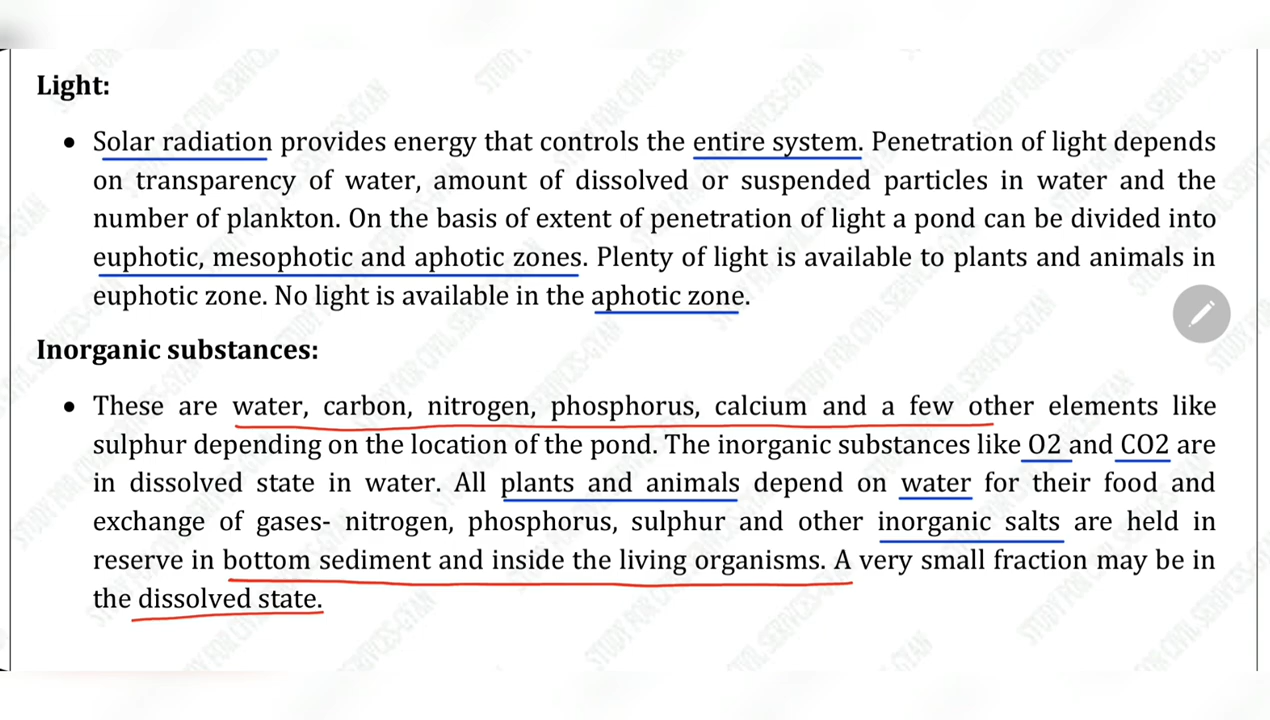 Light:
• Solar radiation provides energy that controls the entire system. Penetration of light depends
on transparency of water, amount of dissolved or suspended particles in water and the
number of plankton. On the basis of extent of penetration of light a pond can be divided into
euphotic, mesophotic and aphotic zones. Plenty of light is available to plants and animals in
euphotic zone. No light is available in the aphotic zone.
Inorganic substances:
• These are water, carbon, nitrogen, phosphorus, calcium and a few other elements like
sulphur depending on the location of the pond. The inorganic substances like O2 and CO2 are
in dissolved state in water. All plants and animals depend on water for their food and
exchange of gases- nitrogen, phosphorus, sulphur and other inorganic salts are held in
reserve in bottom sediment and inside the living organisms. A very small fraction may be in
the dissolved state.